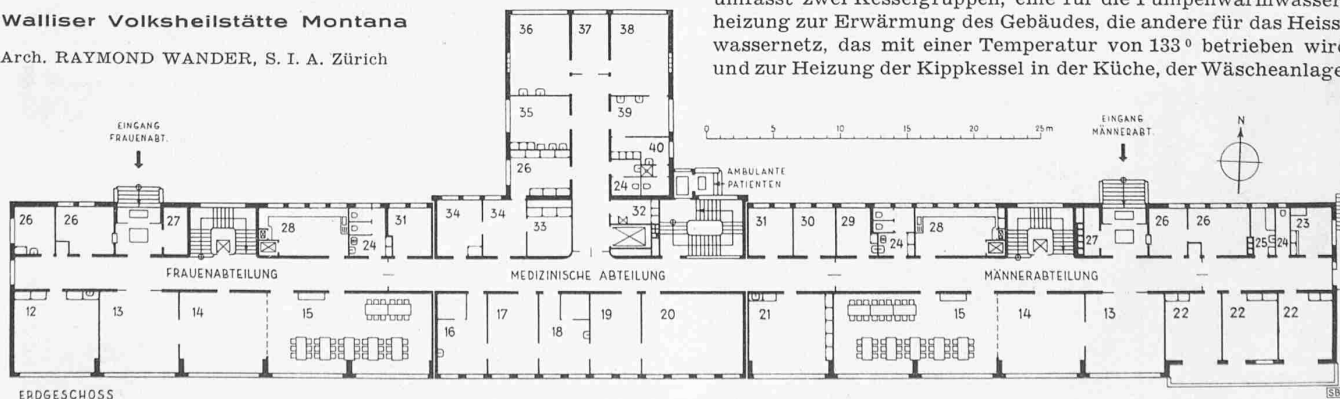 Walliser Volksheilstätte Montana
Arch. RAYMOND WANDER, S. I. A. Zürich
heizung zur Erwärmung des Gebäudes, die andere für das Heiss
wassernetz, das mit einer Temperatur von 133⁰ betrieben wird
und zur Heizung der Kippkessel in der Küche, der Wäscheanlage
36 37 38
35 39
26 40
24
EINGANG
FRAUENABT.
0 5 10 15 20 25 m
EINGANG
MÄNNERABT.
N
AMBULANTE
PATIENTEN
26 26 27 28 24 31 34 34 33 32 31 30 29 24 28 27 26 26 25 24 23
FRAUENABTEILUNG MEDIZINISCHE ABTEILUNG MÄNNERABTEILUNG
12 13 14 15 16 17 18 19 20 21 15 14 13 22 22 22
ERDGESCHOSS